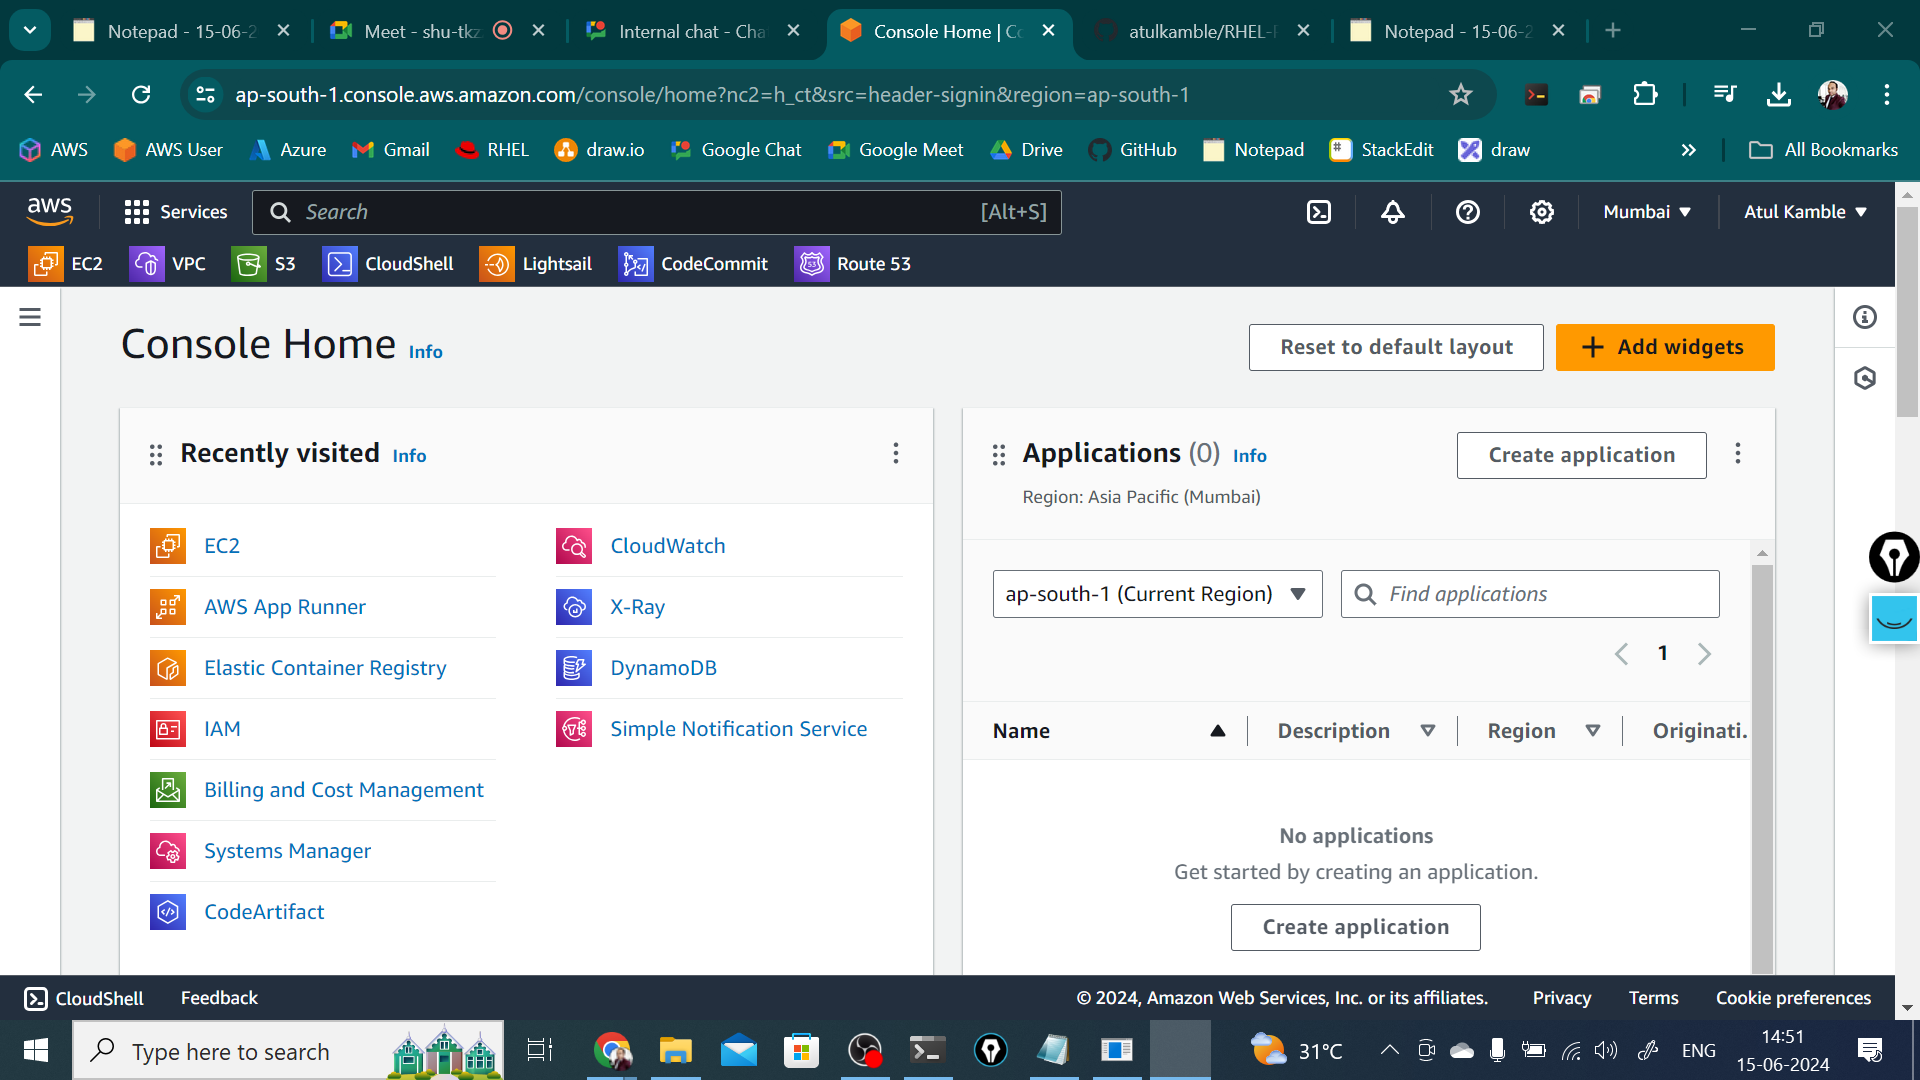 Notepad - 15-06-2
Meet - shu-tkz
Internal chat - Cha
Console Home | Co
atulkamble/RHEL-
Notepad - 15-06-2
ap-south-1.console.aws.amazon.com/console/home?nc2=h_ct&src=header-signin&region=ap-south-1
AWS
AWS User
Azure
Gmail
RHEL
draw.io
Google Chat
Google Meet
Drive
GitHub
Notepad
StackEdit
draw
All Bookmarks
aws
Services
Search
[Alt+S]
Mumbai
Atul Kamble
EC2
VPC
S3
CloudShell
Lightsail
CodeCommit
Route 53
Console Home Info
Reset to default layout
Add widgets
Recently visited Info
EC2
AWS App Runner
Elastic Container Registry
IAM
Billing and Cost Management
Systems Manager
CodeArtifact
CloudWatch
X-Ray
DynamoDB
Simple Notification Service
Applications (0) Info
Region: Asia Pacific (Mumbai)
Create application
ap-south-1 (Current Region)
Find applications
1
Name
Description
Region
Originati.
No applications
Get started by creating an application.
Create application
CloudShell
Feedback
© 2024, Amazon Web Services, Inc. or its affiliates.
Privacy
Terms
Cookie preferences
Type here to search
31°C
ENG
14:51
15-06-2024